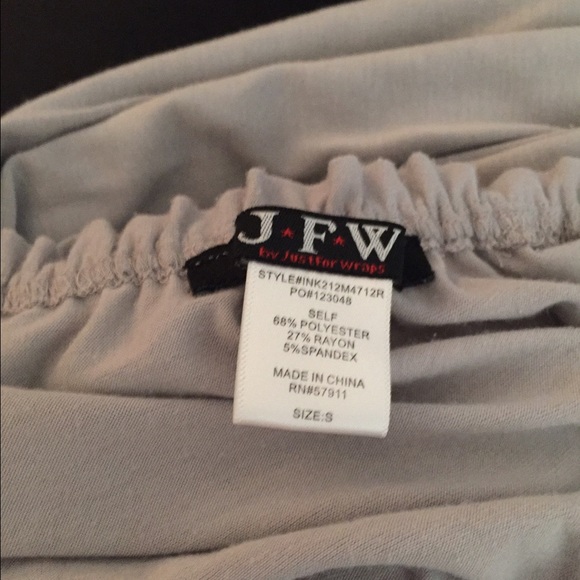 J★F★W
by Just for wraps
STYLE#INK212M4712R
PO#123048
SELF
68% POLYESTER
27% RAYON
5%SPANDEX
MADE IN CHINA
RN#57911
SIZE:S